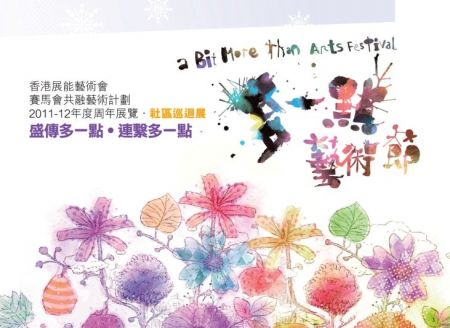 a Bit More Than Arts Festival
多一點
藝術節
香港展能藝術會
賽馬會共融藝術計劃
2011-12年度周年展覽・社區巡迴展
盛傳多一點•連繫多一點